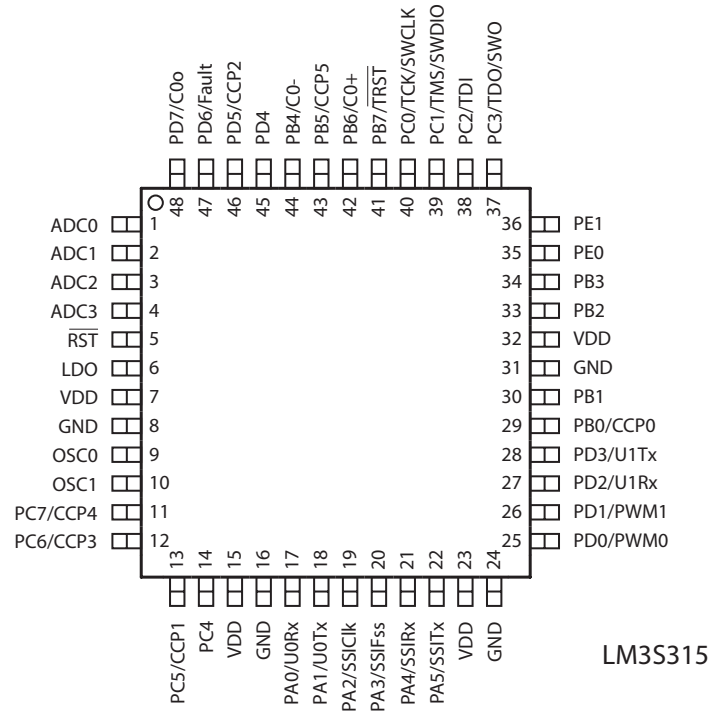 PD7/C0o
PD6/Fault
PD5/CCP2
PD4
PB4/C0-
PB5/CCP5
PB6/C0+
PB7/TRST
PC0/TCK/SWCLK
PC1/TMS/SWDIO
PC2/TDI
PC3/TDO/SWO
48
47
46
45
44
43
42
41
40
39
38
37
ADC0 1
ADC1 2
ADC2 3
ADC3 4
RST 5
LDO 6
VDD 7
GND 8
OSC0 9
OSC1 10
PC7/CCP4 11
PC6/CCP3 12
36 PE1
35 PE0
34 PB3
33 PB2
32 VDD
31 GND
30 PB1
29 PB0/CCP0
28 PD3/U1Tx
27 PD2/U1Rx
26 PD1/PWM1
25 PD0/PWM0
13
14
15
16
17
18
19
20
21
22
23
24
PC5/CCP1
PC4
VDD
GND
PA0/U0Rx
PA1/U0Tx
PA2/SSIClk
PA3/SSIFss
PA4/SSIRx
PA5/SSITx
VDD
GND
LM3S315